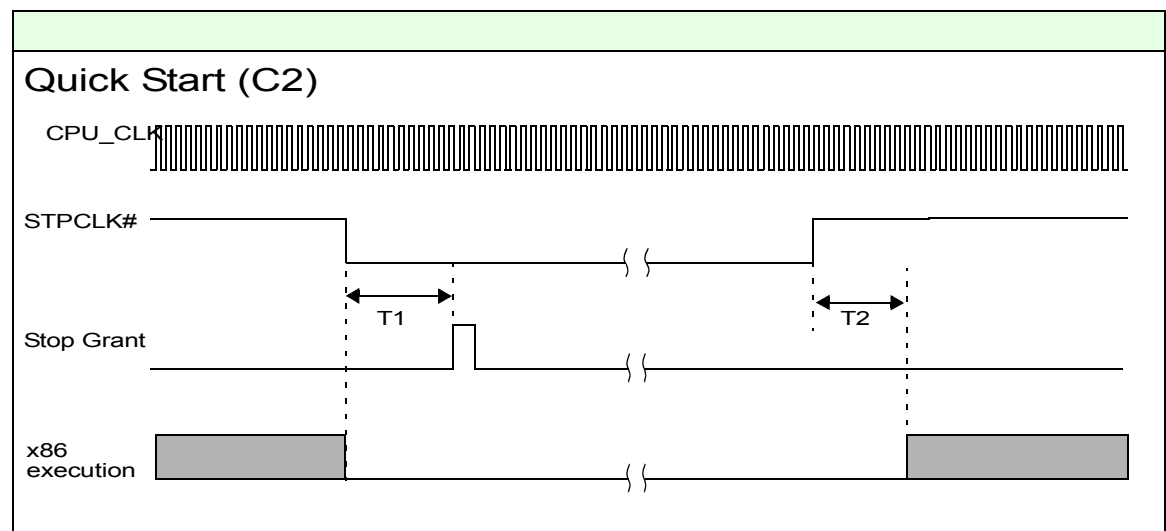 Quick Start (C2)
CPU_CLK
STPCLK#
T1
T2
Stop Grant
x86
execution